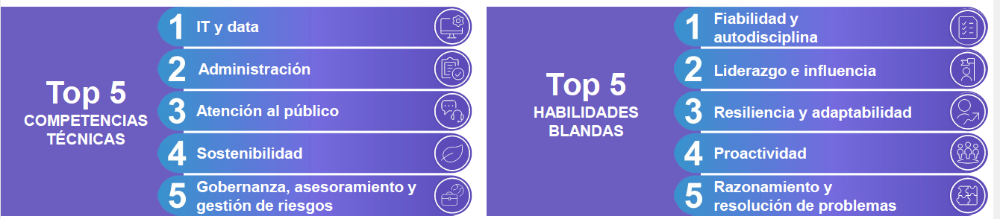 Top 5
COMPETENCIAS
TÉCNICAS
1 IT y data
2 Administración
3 Atención al público
4 Sostenibilidad
5 Gobernanza, asesoramiento y
gestión de riesgos
Top 5
HABILIDADES
BLANDAS
1 Fiabilidad y
autodisciplina
2 Liderazgo e influencia
3 Resiliencia y adaptabilidad
4 Proactividad
5 Razonamiento y
resolución de problemas